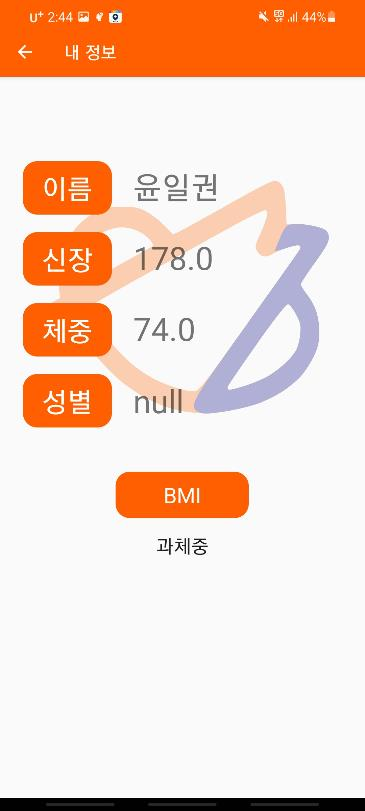 U+ 2:44 44%
내 정보
이름 윤일권
신장 178.0
체중 74.0
성별 null
BMI
과체중